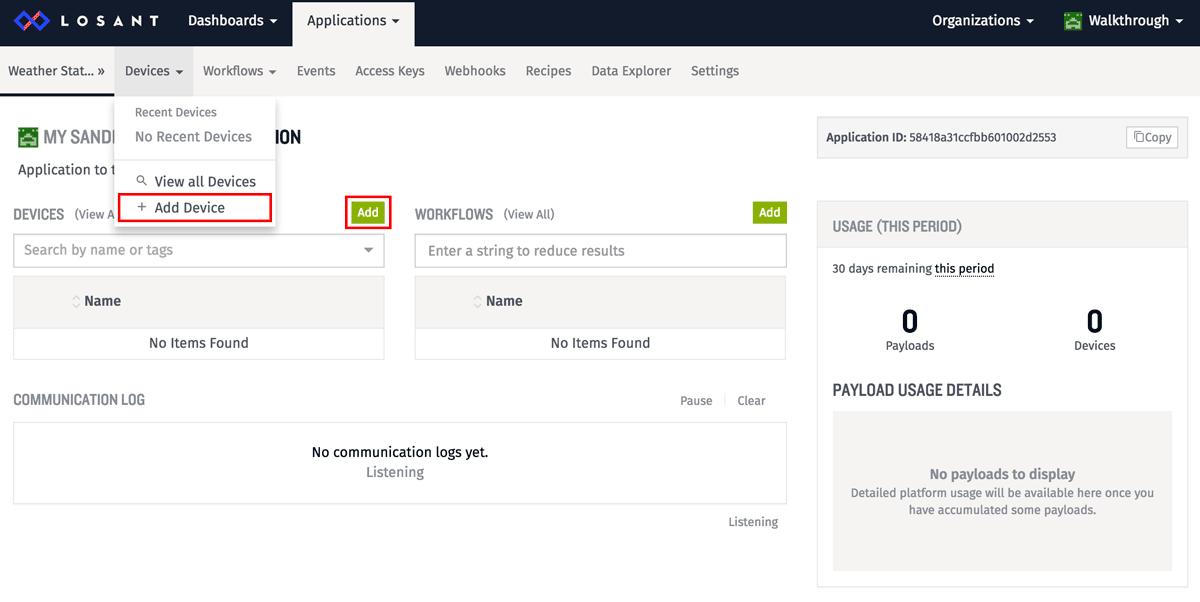 LOSANT Dashboards Applications Organizations Walkthrough
Weather Stat... » Devices Workflows Events Access Keys Webhooks Recipes Data Explorer Settings
Recent Devices
No Recent Devices
View all Devices
+ Add Device
MY SAND ION
Application to t
Application ID: 58418a31ccfbb601002d2553 Copy
DEVICES (View A Add
Search by name or tags
Name
No Items Found
WORKFLOWS (View All) Add
Enter a string to reduce results
Name
No Items Found
COMMUNICATION LOG Pause Clear
No communication logs yet.
Listening
Listening
USAGE (THIS PERIOD)
30 days remaining this period
0 0
Payloads Devices
PAYLOAD USAGE DETAILS
No payloads to display
Detailed platform usage will be available here once you
have accumulated some payloads.